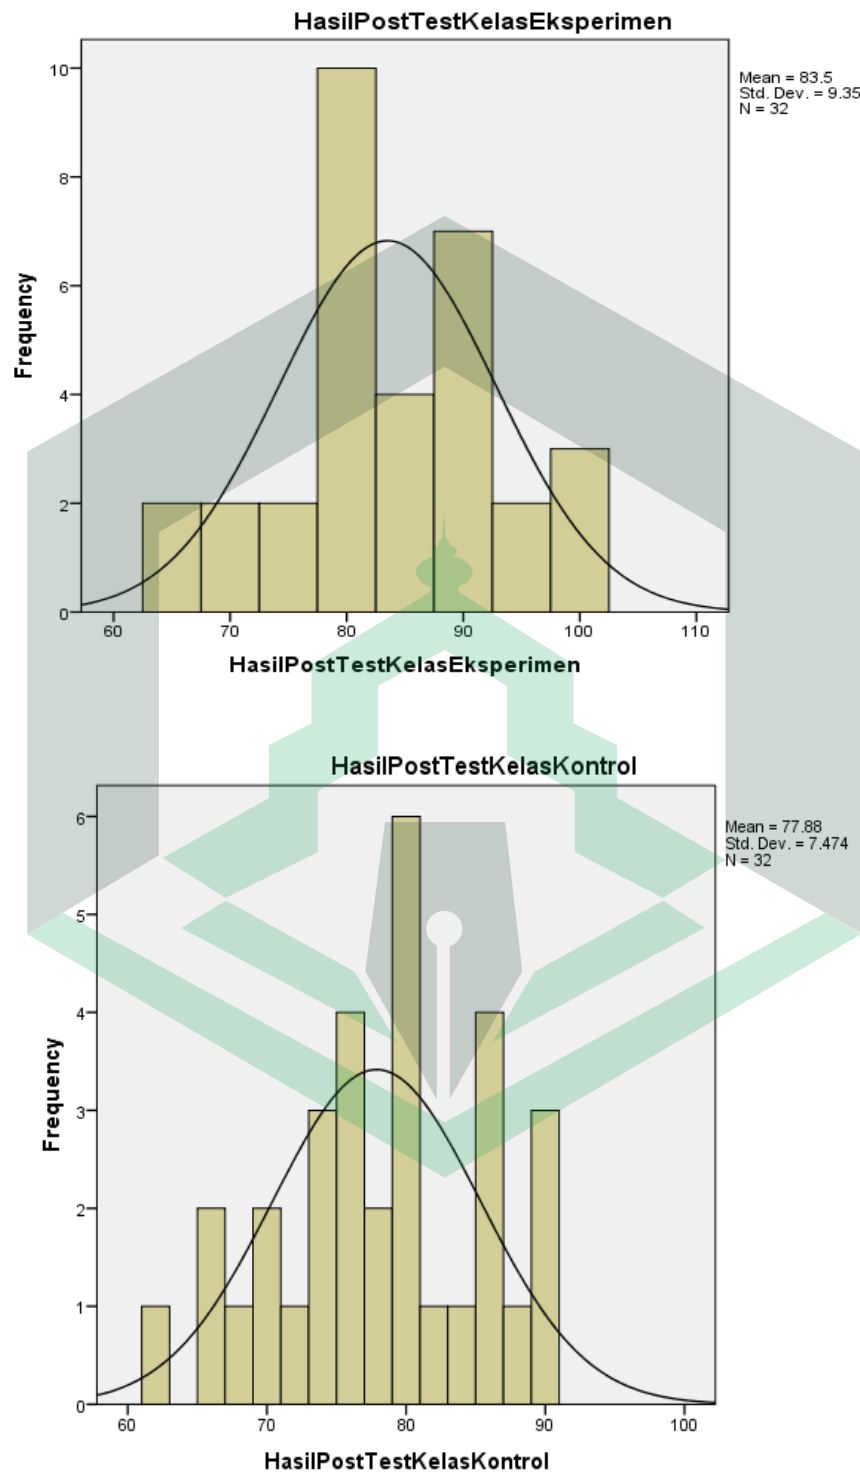 HasilPostTestKelasEksperimen
Mean = 83.5
Std. Dev. = 9.35
N = 32
10
8
6
4
2
0
Frequency
60 70 80 90 100 110
HasilPostTestKelasEksperimen
HasilPostTestKelasKontrol
Mean = 77.88
Std. Dev. = 7.474
N = 32
6
5
4
3
2
1
0
Frequency
60 70 80 90 100
HasilPostTestKelasKontrol